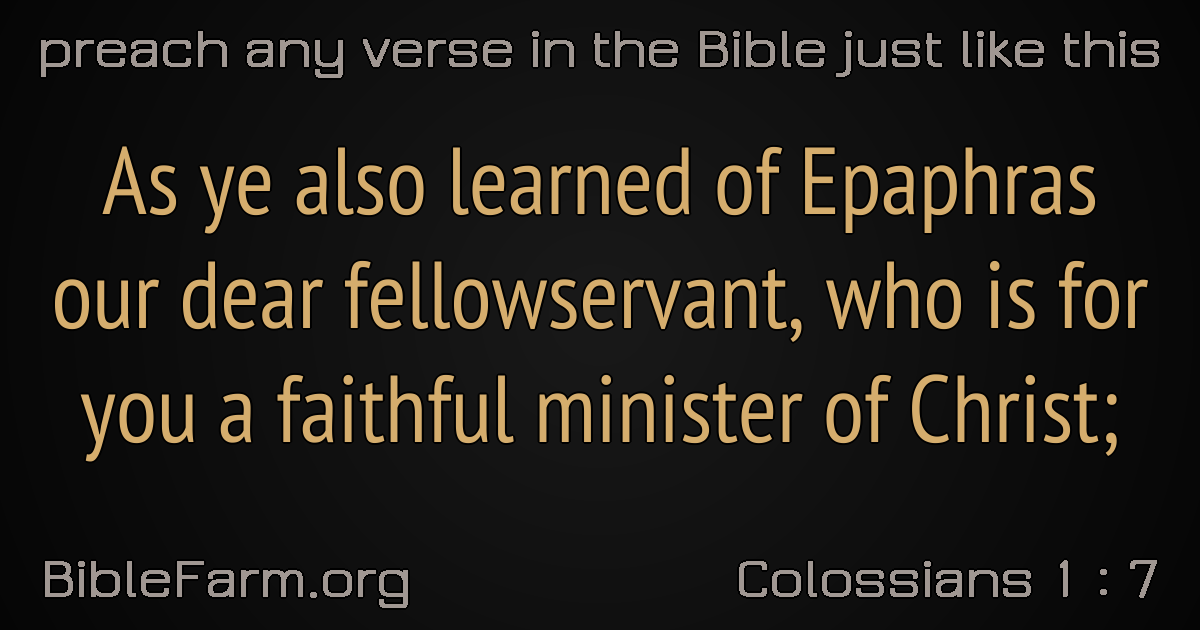 preach any verse in the Bible just like this
As ye also learned of Epaphras
our dear fellowservant, who is for
you a faithful minister of Christ;
BibleFarm.org
Colossians 1 : 7